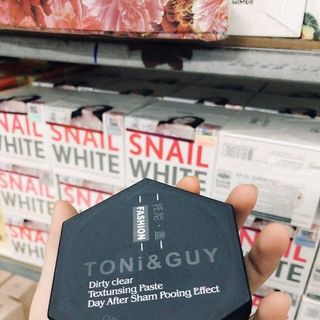 SNAIL
WHITE
SNAIL
WHITE
SNAIL
WHITE
FASHION
TONi&GUY
Dirty clear
Textunsing Paste
Day After Sham Pooing Effect